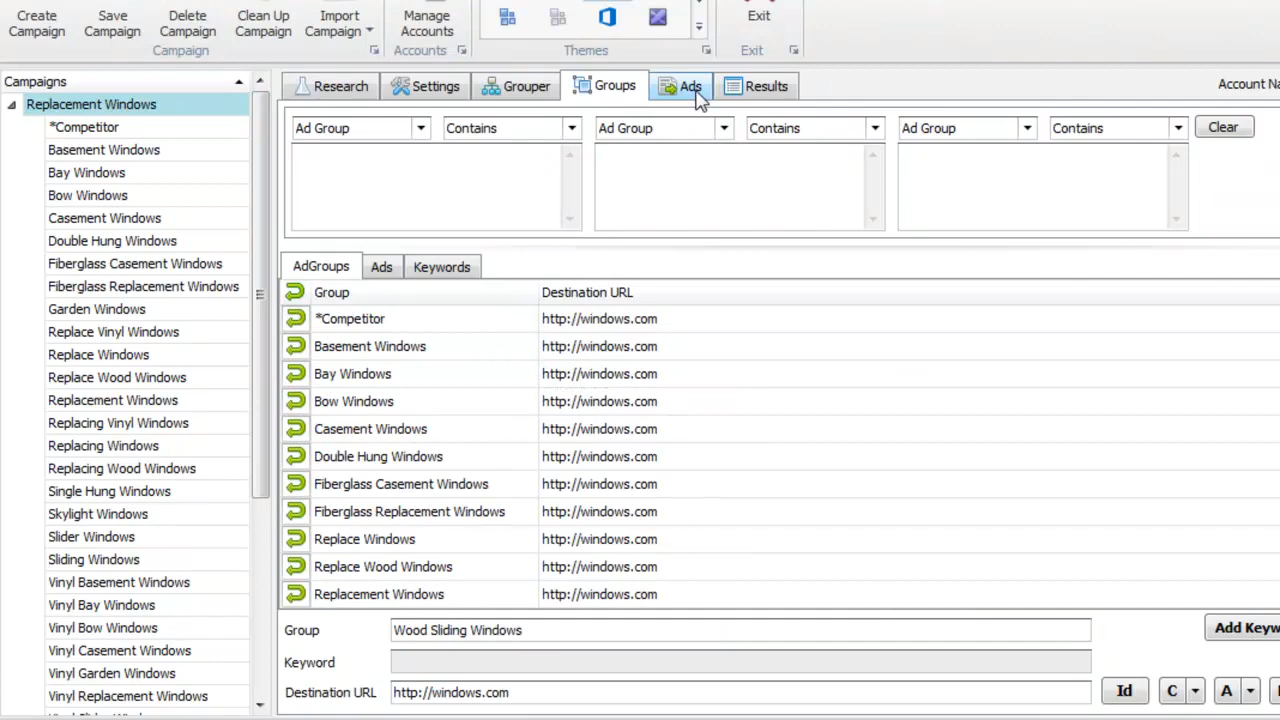 Create Campaign
Save Campaign
Delete Campaign
Clean Up Campaign
Import Campaign
Manage Accounts
Exit
Campaign
Accounts
Themes
Exit
Campaigns
Replacement Windows
*Competitor
Basement Windows
Bay Windows
Bow Windows
Casement Windows
Double Hung Windows
Fiberglass Casement Windows
Fiberglass Replacement Windows
Garden Windows
Replace Vinyl Windows
Replace Windows
Replace Wood Windows
Replacement Windows
Replacing Vinyl Windows
Replacing Windows
Replacing Wood Windows
Single Hung Windows
Skylight Windows
Slider Windows
Sliding Windows
Vinyl Basement Windows
Vinyl Bay Windows
Vinyl Bow Windows
Vinyl Casement Windows
Vinyl Garden Windows
Vinyl Replacement Windows
Research Settings Grouper Groups Ads Results
Account Na
Ad Group Contains Ad Group Contains Ad Group Contains Clear
AdGroups Ads Keywords
Group Destination URL
*Competitor http://windows.com
Basement Windows http://windows.com
Bay Windows http://windows.com
Bow Windows http://windows.com
Casement Windows http://windows.com
Double Hung Windows http://windows.com
Fiberglass Casement Windows http://windows.com
Fiberglass Replacement Windows http://windows.com
Replace Windows http://windows.com
Replace Wood Windows http://windows.com
Replacement Windows http://windows.com
Group Wood Sliding Windows Add Keyw
Keyword
Destination URL http://windows.com Id C A